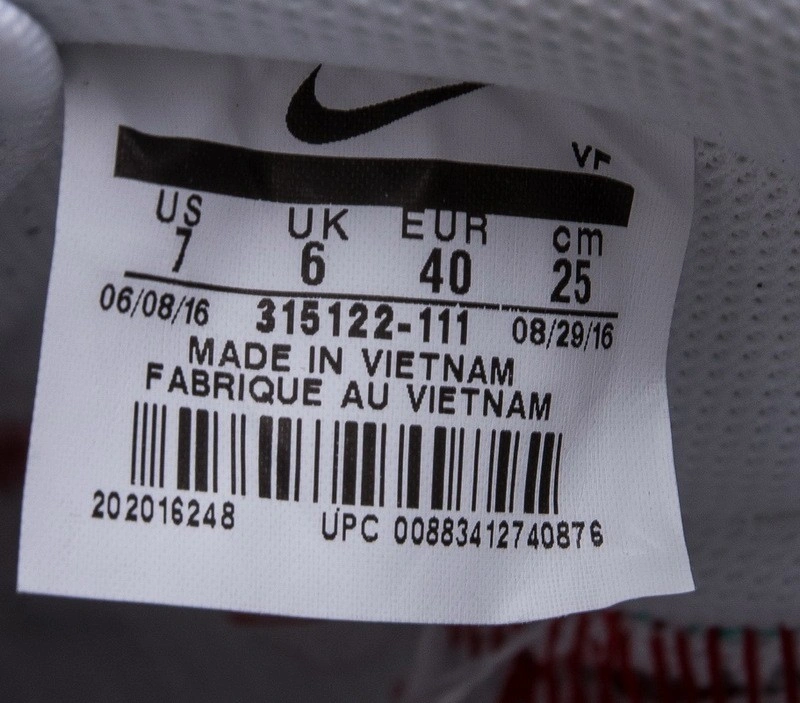 VF
US UK EUR cm
7 6 40 25
06/08/16 315122-111 08/29/16
MADE IN VIETNAM
FABRIQUE AU VIETNAM
202016248 UPC 00883412740876